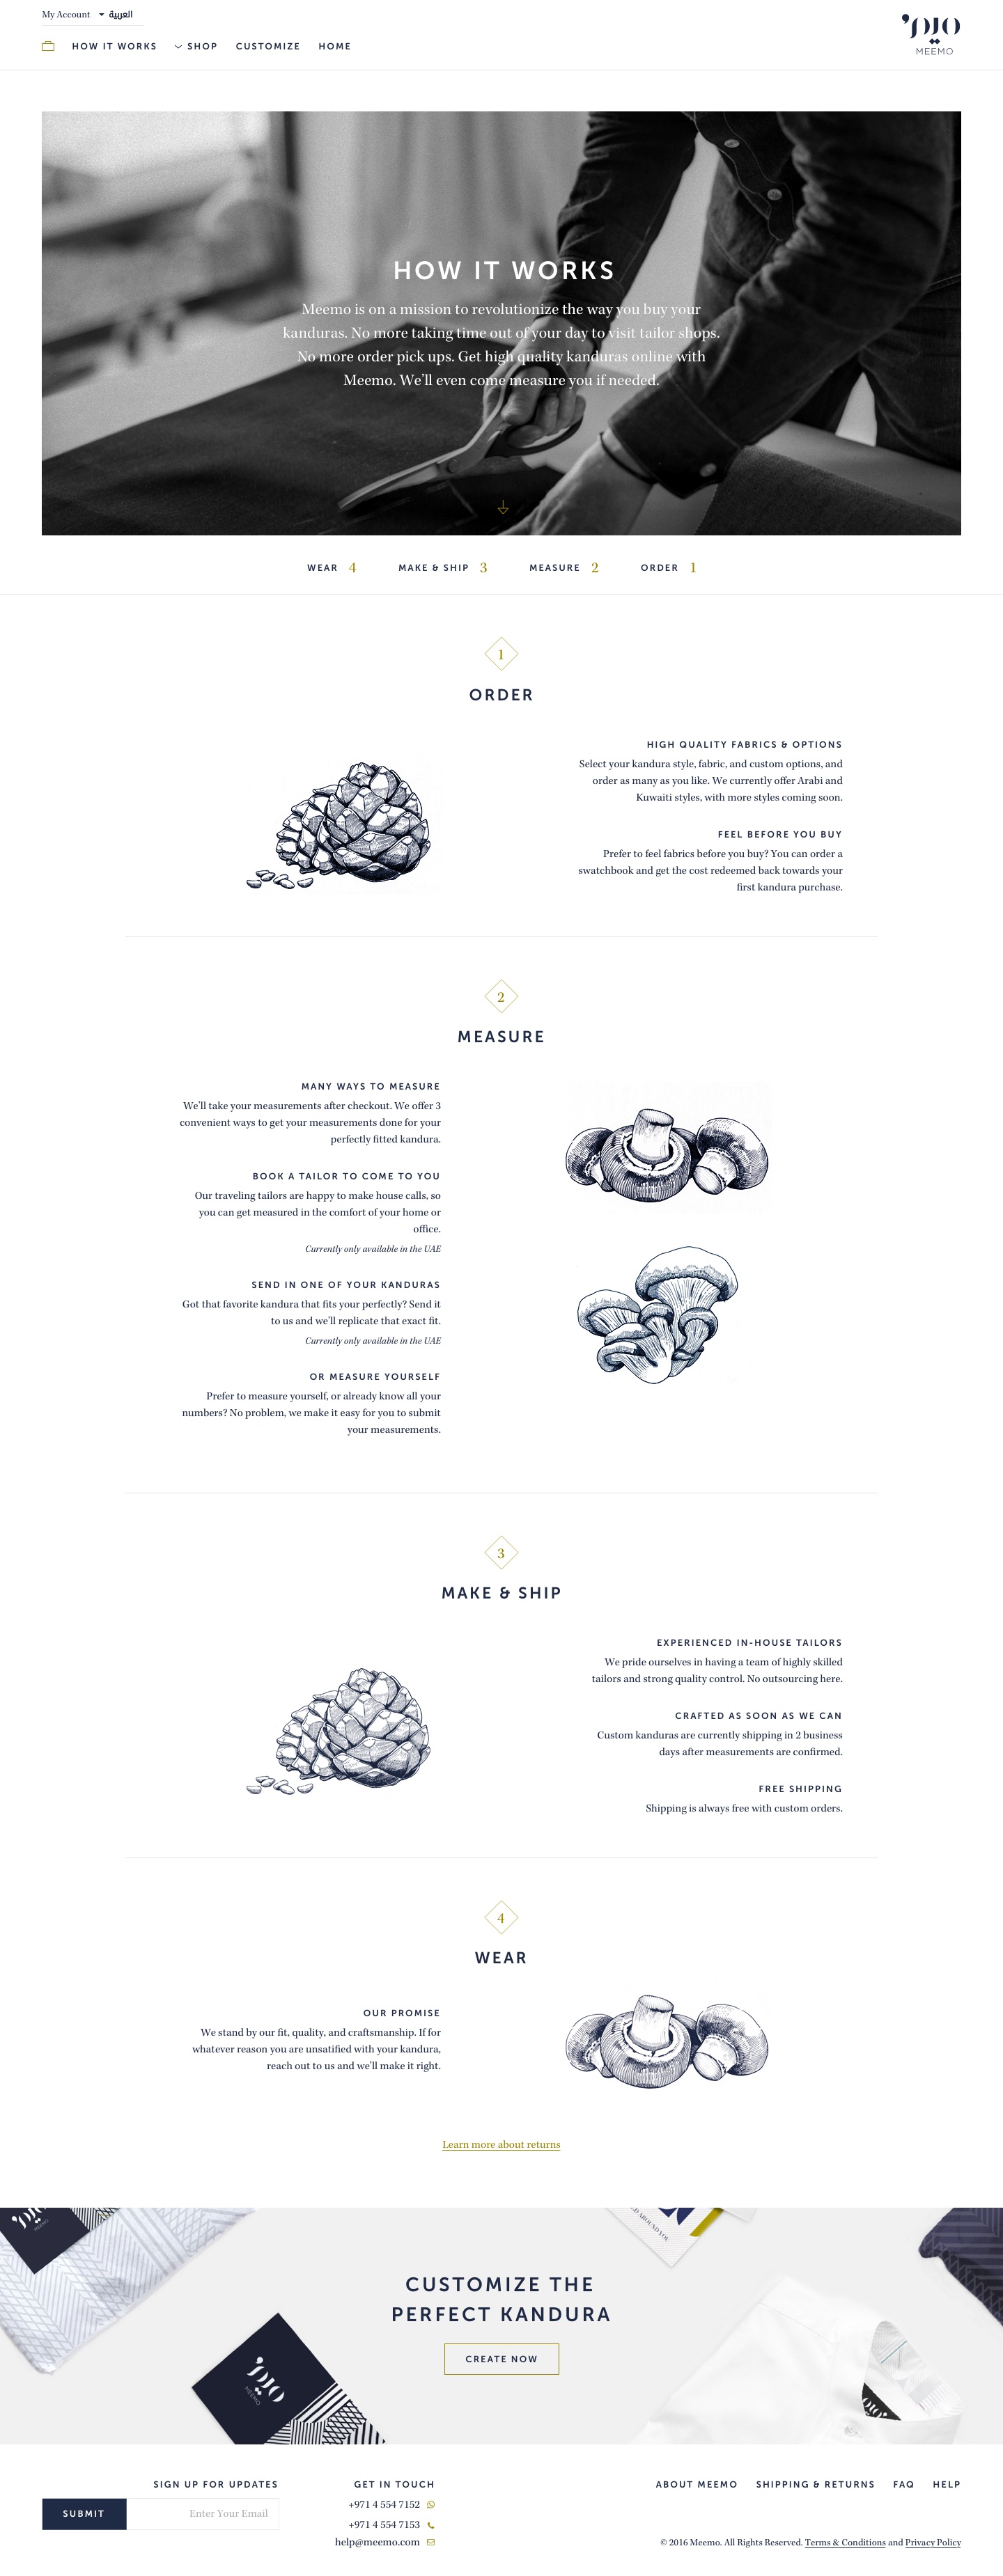 My Account العربية
HOW IT WORKS SHOP CUSTOMIZE HOME
ميمو
MEEMO
HOW IT WORKS
Meemo is on a mission to revolutionize the way you buy your
kanduras. No more taking time out of your day to visit tailor shops.
No more order pick ups. Get high quality kanduras online with
Meemo. We'll even come measure you if needed.
WEAR 4 MAKE & SHIP 3 MEASURE 2 ORDER 1
1
ORDER
HIGH QUALITY FABRICS & OPTIONS
Select your kandura style, fabric, and custom options, and
order as many as you like. We currently offer Arabi and
Kuwaiti styles, with more styles coming soon.
FEEL BEFORE YOU BUY
Prefer to feel fabrics before you buy? You can order a
swatchbook and get the cost redeemed back towards your
first kandura purchase.
2
MEASURE
MANY WAYS TO MEASURE
We'll take your measurements after checkout. We offer 3
convenient ways to get your measurements done for your
perfectly fitted kandura.
BOOK A TAILOR TO COME TO YOU
Our traveling tailors are happy to make house calls, so
you can get measured in the comfort of your home or
office.
Currently only available in the UAE
SEND IN ONE OF YOUR KANDURAS
Got that favorite kandura that fits your perfectly? Send it
to us and we'll replicate that exact fit.
Currently only available in the UAE
OR MEASURE YOURSELF
Prefer to measure yourself, or already know all your
numbers? No problem, we make it easy for you to submit
your measurements.
3
MAKE & SHIP
EXPERIENCED IN-HOUSE TAILORS
We pride ourselves in having a team of highly skilled
tailors and strong quality control. No outsourcing here.
CRAFTED AS SOON AS WE CAN
Custom kanduras are currently shipping in 2 business
days after measurements are confirmed.
FREE SHIPPING
Shipping is always free with custom orders.
4
WEAR
OUR PROMISE
We stand by our fit, quality, and craftsmanship. If for
whatever reason you are unsatified with your kandura,
reach out to us and we'll make it right.
Learn more about returns
ميمو
MEEMO
AROUND YOU
CUSTOMIZE THE
PERFECT KANDURA
CREATE NOW
ميمو
MEEMO
SIGN UP FOR UPDATES
SUBMIT Enter Your Email
GET IN TOUCH
+971 4 554 7152
+971 4 554 7153
help@meemo.com
ABOUT MEEMO SHIPPING & RETURNS FAQ HELP
© 2016 Meemo. All Rights Reserved. Terms & Conditions and Privacy Policy